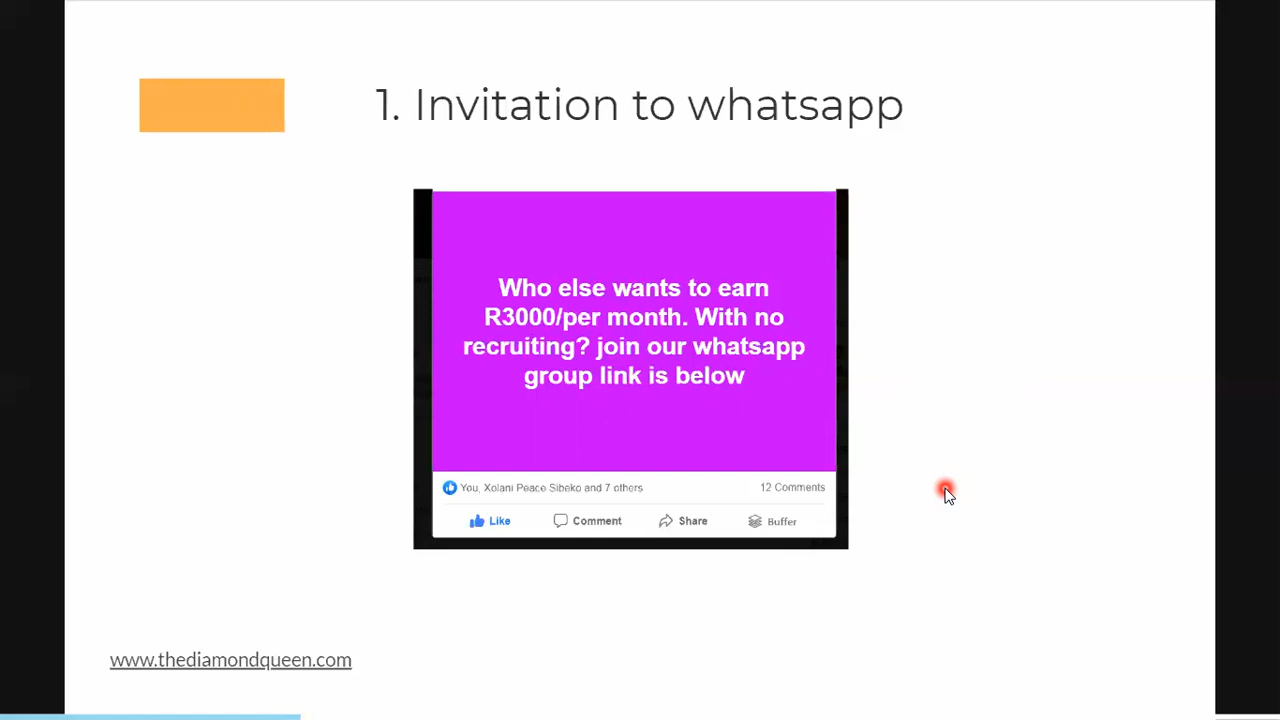 1. Invitation to whatsapp
Who else wants to earn
R3000/per month. With no
recruiting? join our whatsapp
group link is below
You, Xolani Peace Sibeko and 7 others
12 Comments
Like
Comment
Share
Buffer
www.thediamondqueen.com